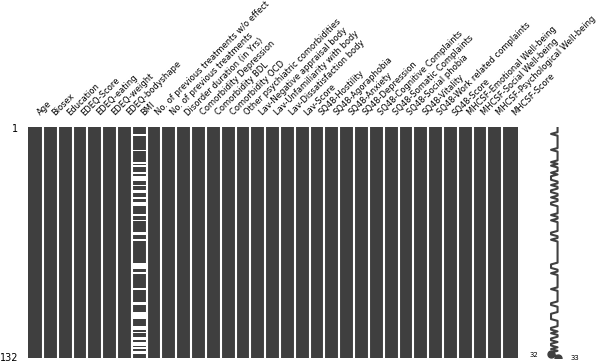 Age
Biosex
Education
EDEQ-Score
EDEQ-eating
EDEQ-weight
EDEQ-bodyshape
BMI
No. of previous treatments w/o effect
No. of previous treatments
Disorder duration (in Yrs)
Comorbidity Depression
Comorbidity BDL
Comorbidity OCD
Other psychiatric comorbidities
Lav-Negative appraisal body
Lav-Unfamiliarity with body
Lav-Dissatisfaction body
Lav-Score
SQ48-Hostility
SQ48-Agoraphobia
SQ48-Anxiety
SQ48-Depression
SQ48-Cognitive Complaints
SQ48-Somatic Complaints
SQ48-Social phobia
SQ48-Vitality
SQ48-Work related complaints
SQ48-Score
MHCSF-Emotional Well-being
MHCSF-Social Well-being
MHCSF-Psychological Well-being
MHCSF-Score
1
132
32
33